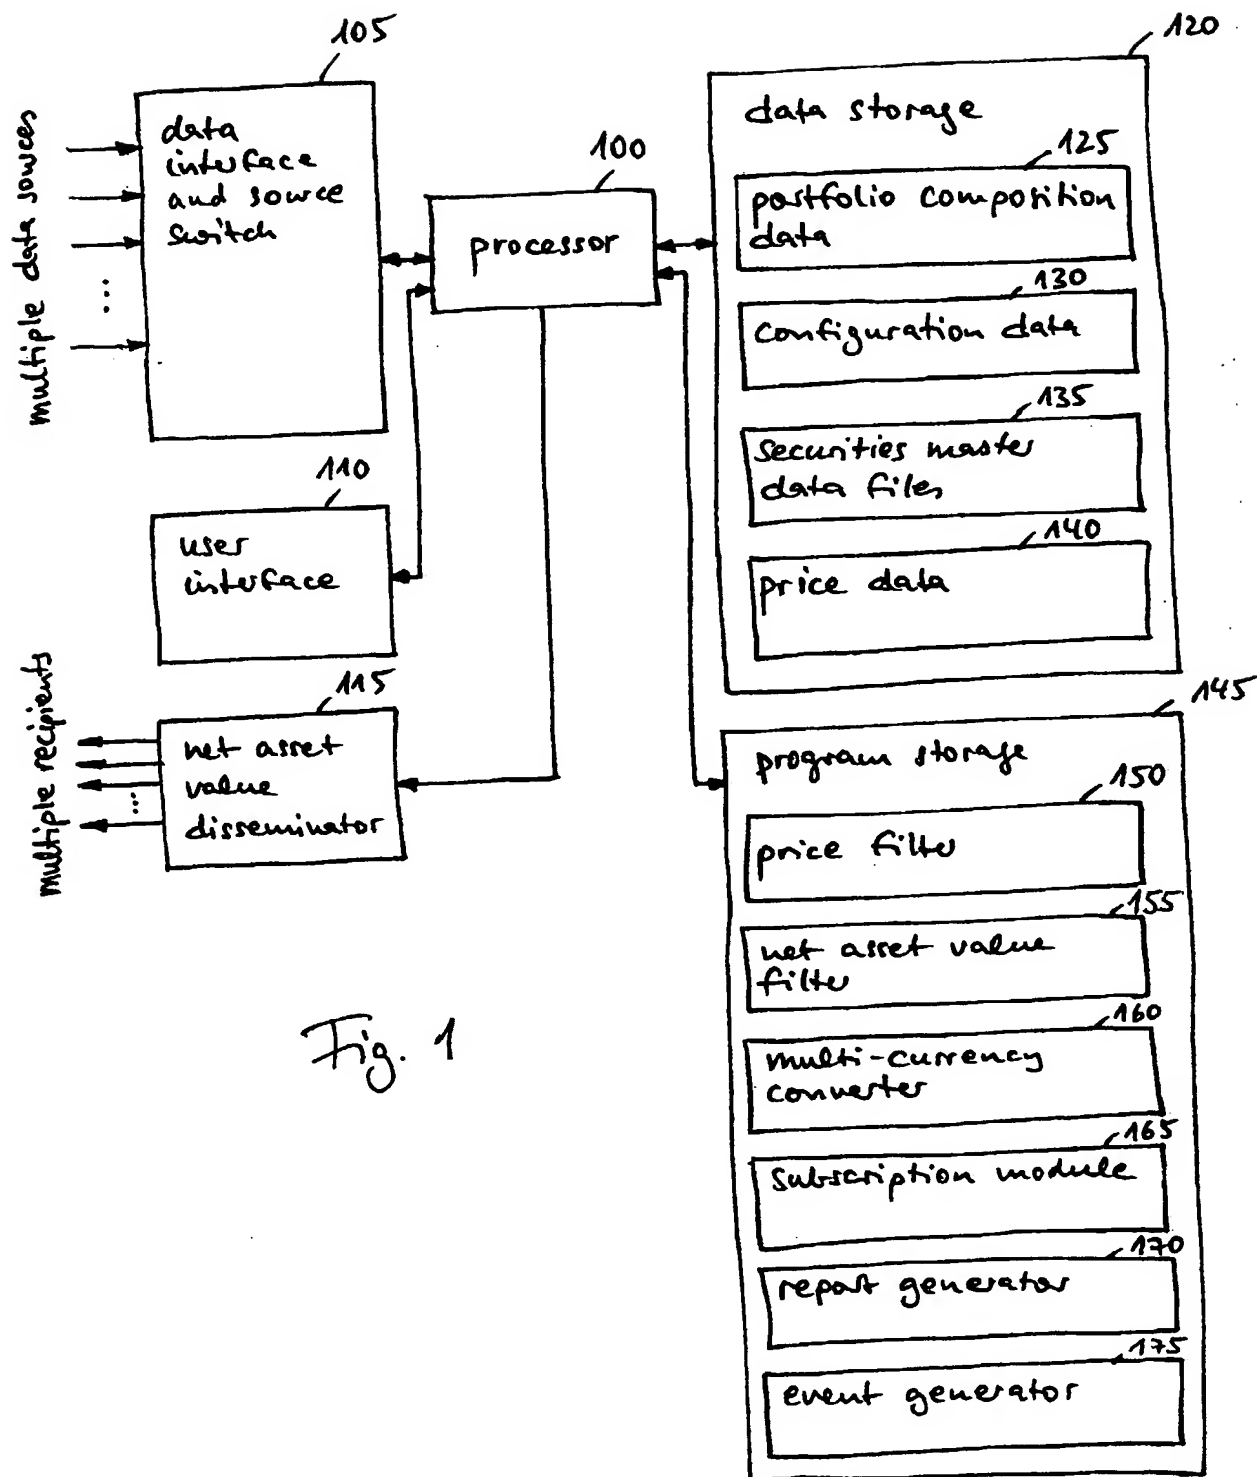 105
data
interface
and source
switch
multiple data sources
...
100
processor
110
user
interface
115
net asset
value
disseminator
multiple recipients
...
120
data storage
125
portfolio composition
data
130
configuration data
135
securities master
data files
140
price data
145
program storage
150
price filter
155
net asset value
filter
160
multi-currency
converter
165
subscription module
170
report generator
175
event generator
Fig. 1